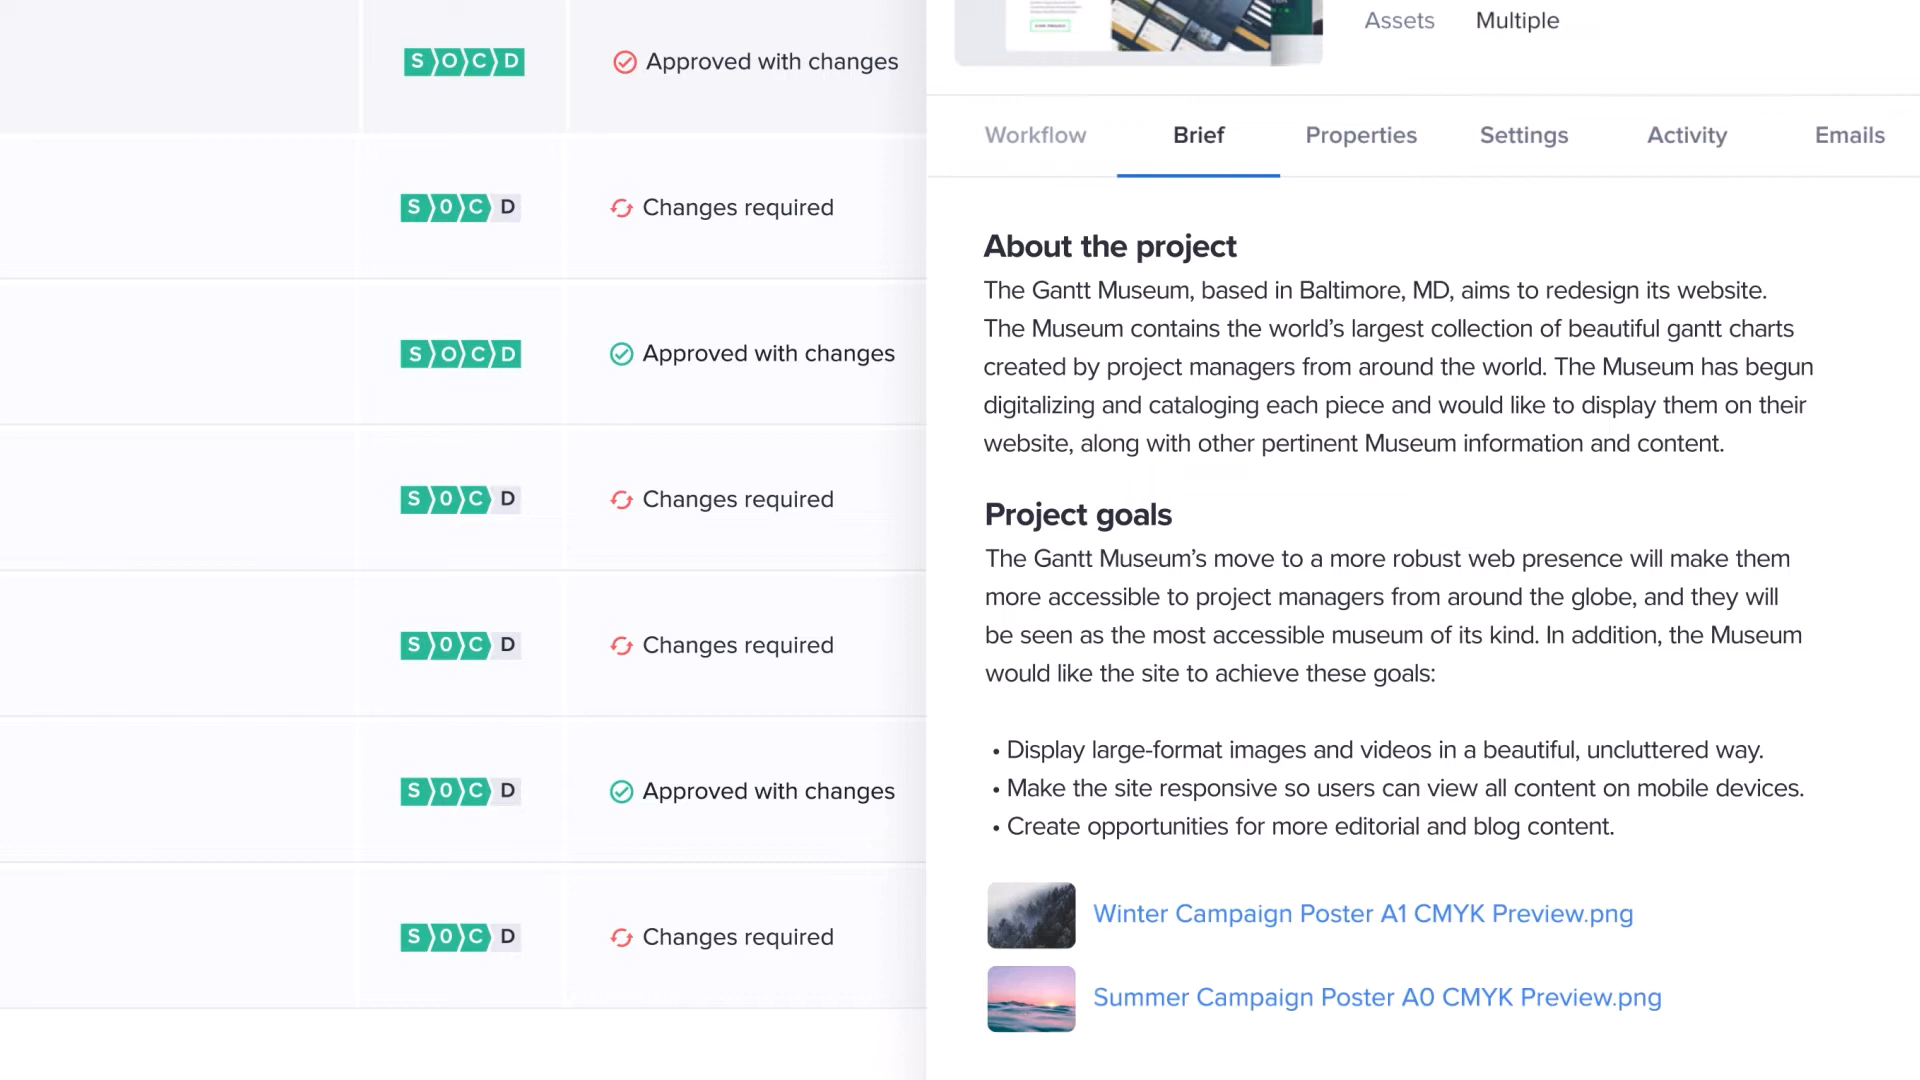 S O C D Approved with changes
S 0 C D Changes required
S O C D Approved with changes
S 0 C D Changes required
S 0 C D Changes required
S 0 C D Approved with changes
S 0 C D Changes required
Assets Multiple
Workflow Brief Properties Settings Activity Emails
About the project
The Gantt Museum, based in Baltimore, MD, aims to redesign its website.
The Museum contains the world’s largest collection of beautiful gantt charts
created by project managers from around the world. The Museum has begun
digitalizing and cataloging each piece and would like to display them on their
website, along with other pertinent Museum information and content.
Project goals
The Gantt Museum’s move to a more robust web presence will make them
more accessible to project managers from around the globe, and they will
be seen as the most accessible museum of its kind. In addition, the Museum
would like the site to achieve these goals:
• Display large-format images and videos in a beautiful, uncluttered way.
• Make the site responsive so users can view all content on mobile devices.
• Create opportunities for more editorial and blog content.
Winter Campaign Poster A1 CMYK Preview.png
Summer Campaign Poster A0 CMYK Preview.png